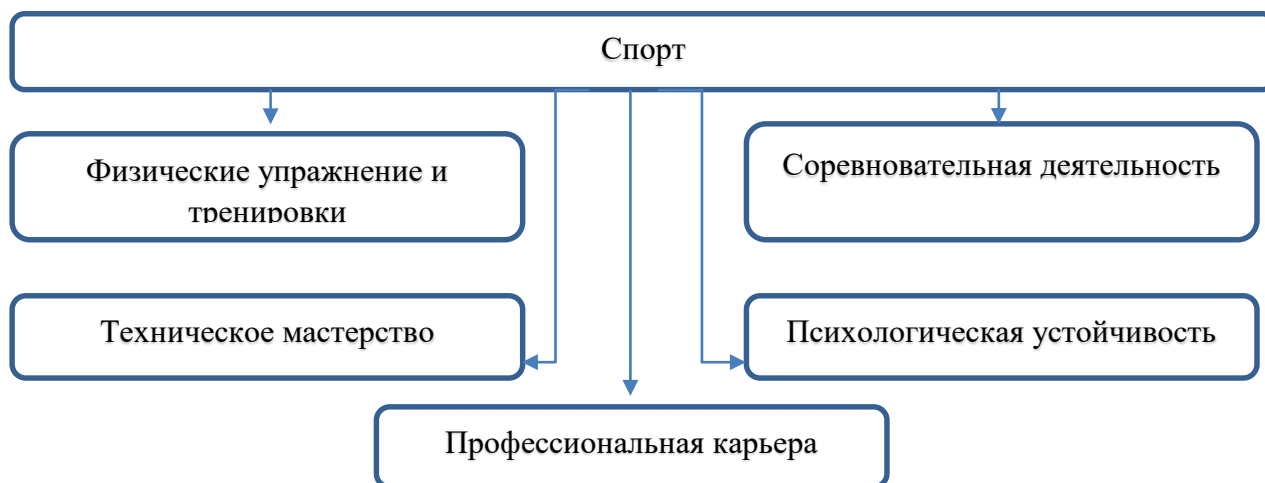 Спорт
Физические упражнение и
тренировки
Соревновательная деятельность
Техническое мастерство
Психологическая устойчивость
Профессиональная карьера